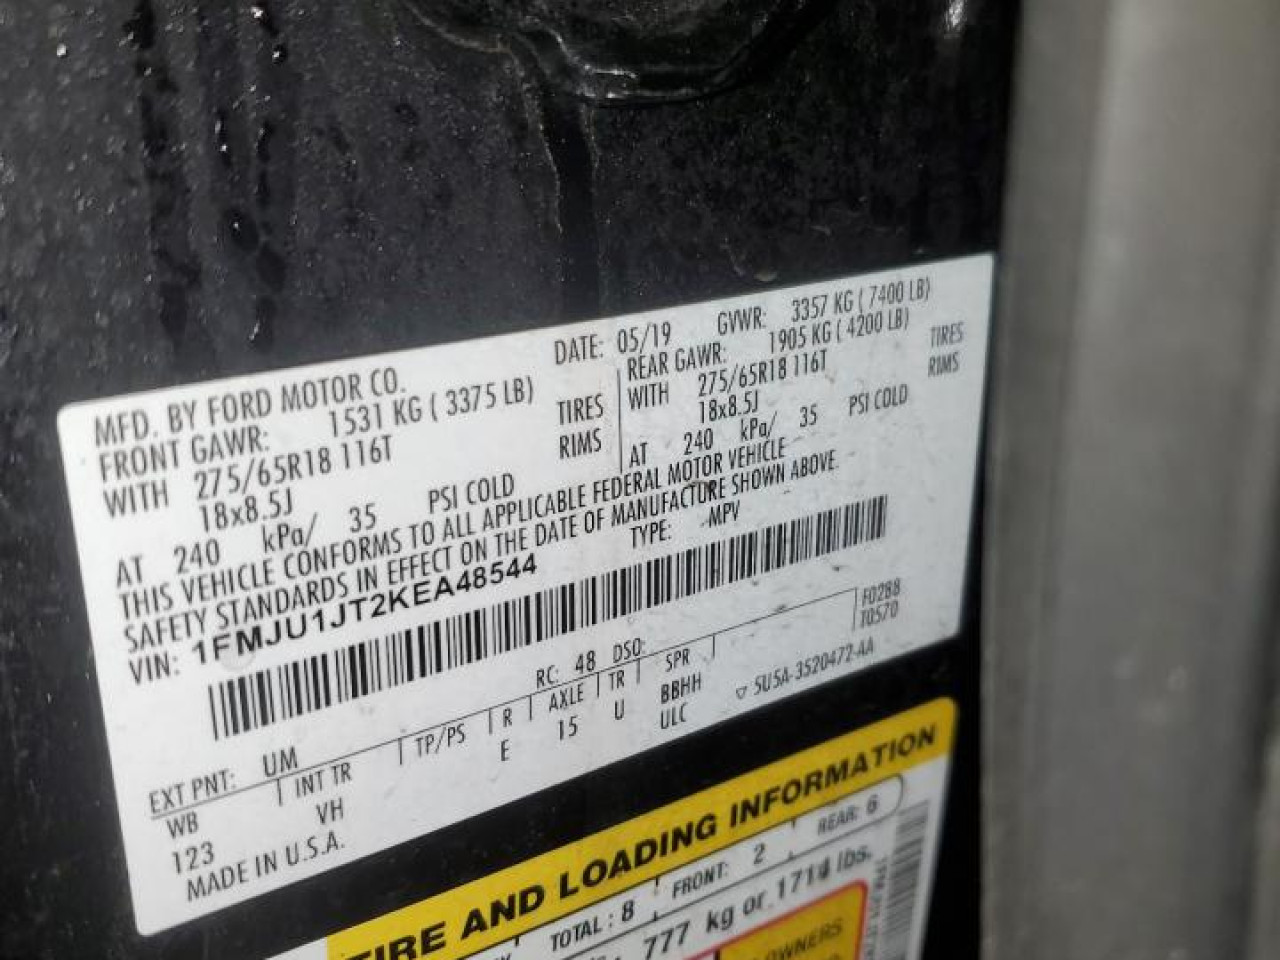 MFD. BY FORD MOTOR CO.
DATE: 05/19 GVWR: 3357 KG ( 7400 LB)
FRONT GAWR: 1531 KG ( 3375 LB)
WITH 275/65R18 116T TIRES
18x8.5J RIMS
AT 240 kPa/ 35 PSI COLD
REAR GAWR: 1905 KG ( 4200 LB)
WITH 275/65R18 116T TIRES
18x8.5J RIMS
AT 240 kPa/ 35 PSI COLD
THIS VEHICLE CONFORMS TO ALL APPLICABLE FEDERAL MOTOR VEHICLE
SAFETY STANDARDS IN EFFECT ON THE DATE OF MANUFACTURE SHOWN ABOVE.
VIN: 1FMJU1JT2KEA48544 TYPE: MPV
F0288
T0570
EXT PNT: UM RC: 48 DSO:
WB INT TR TP/PS R AXLE TR SPR
123 VH E 15 U BBHH
ULC
MADE IN U.S.A.
5U5A-3520472-AA
TIRE AND LOADING INFORMATION
TOTAL : 8 FRONT: 2 REAR: 6
777 kg or 1714 lbs.
OWNERS